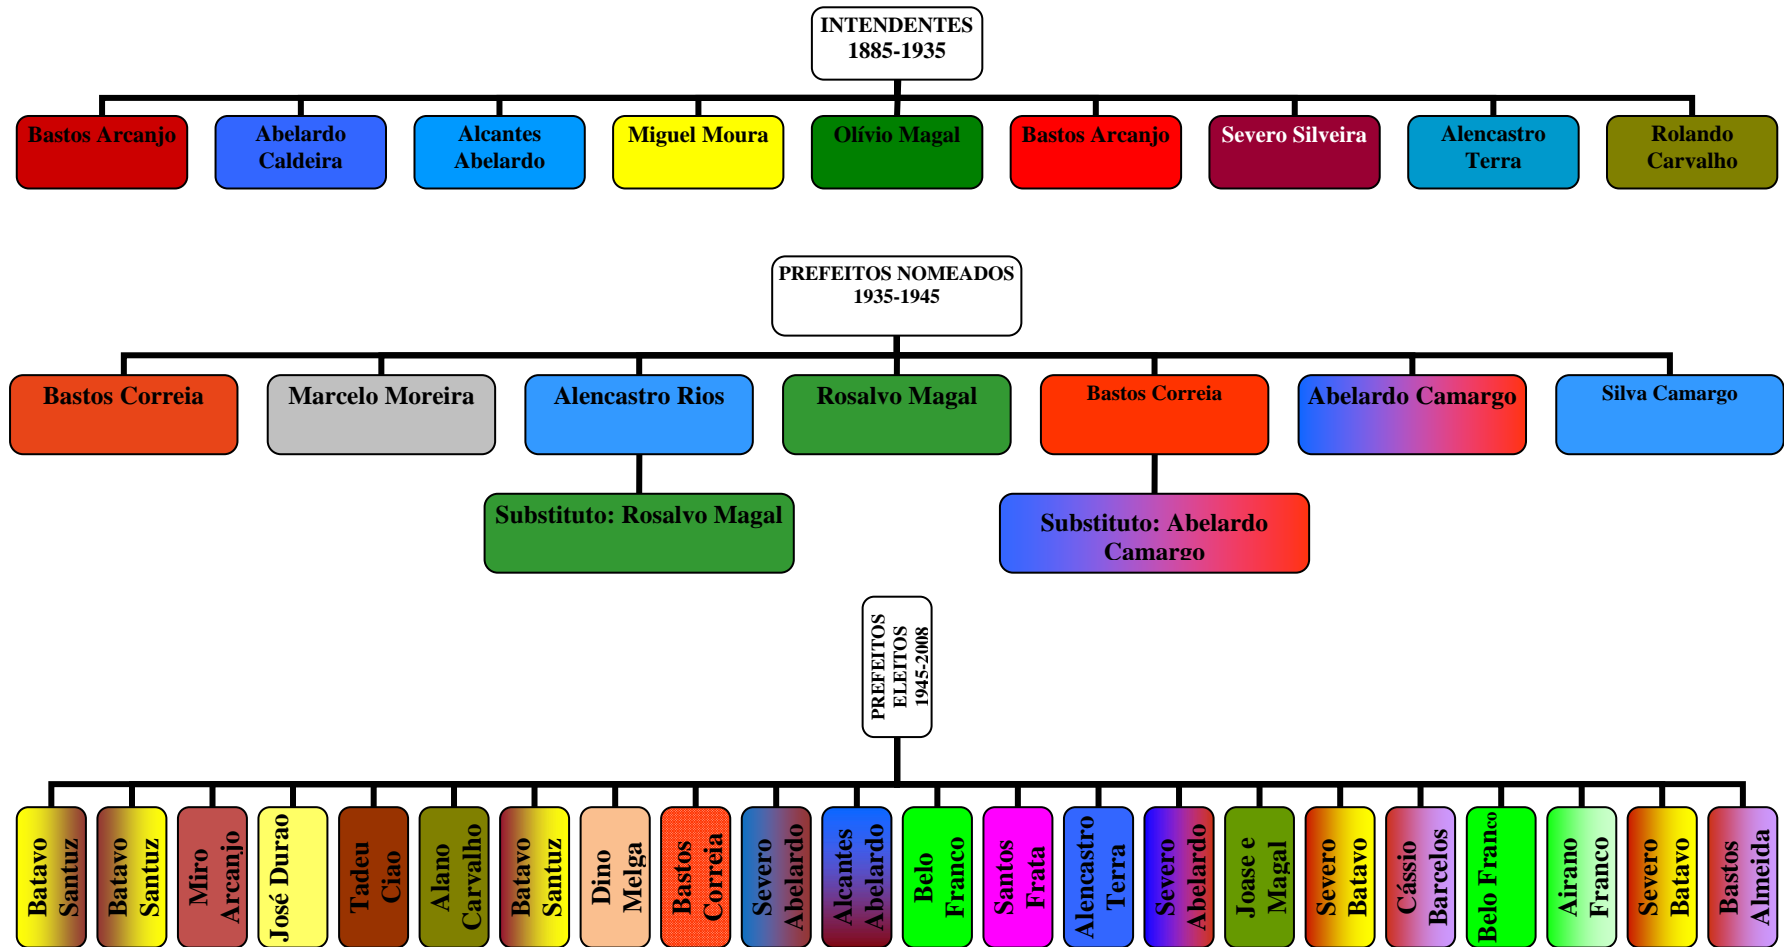 INTENDENTES
1885-1935
Bastos Arcanjo
Abelardo
Caldeira
Alcantes
Abelardo
Miguel Moura
Olívio Magal
Bastos Arcanjo
Severo Silveira
Alencastro
Terra
Rolando
Carvalho
PREFEITOS NOMEADOS
1935-1945
Bastos Correia
Marcelo Moreira
Alencastro Rios
Rosalvo Magal
Bastos Correia
Abelardo Camargo
Silva Camargo
Substituto: Rosalvo Magal
Substituto: Abelardo
Camargo
PREFEITOS
ELEITOS
1945-2008
Batavo
Santuz
Batavo
Santuz
Miro
Arcanjo
José Durao
Tadeu
Ciao
Alano
Carvalho
Batavo
Santuz
Dino
Melga
Bastos
Correia
Severo
Abelardo
Alcantes
Abelardo
Belo
Franco
Santos
Frata
Alencastro
Terra
Severo
Abelardo
Joase e
Magal
Severo
Batavo
Cássio
Barcelos
Belo Franco
Airano
Franco
Severo
Batavo
Bastos
Almeida